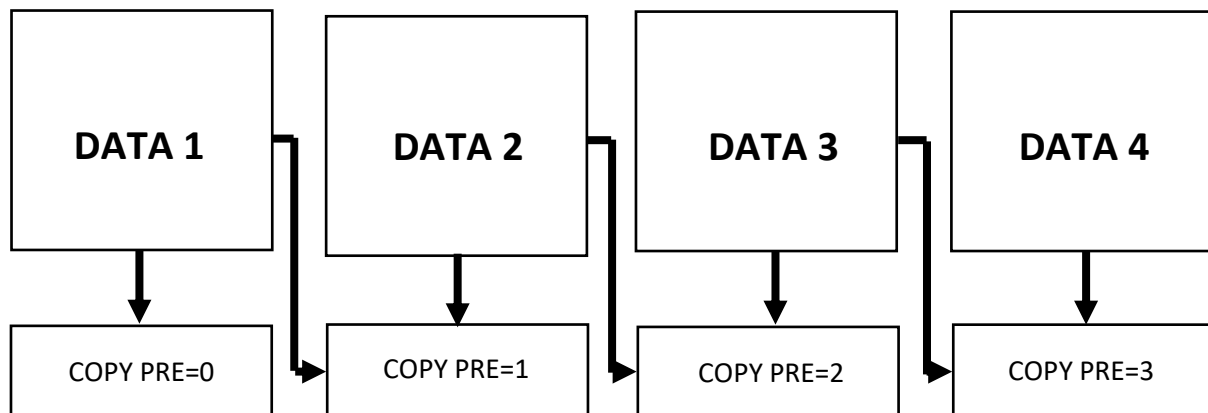 DATA 1
DATA 2
DATA 3
DATA 4
COPY PRE=0
COPY PRE=1
COPY PRE=2
COPY PRE=3